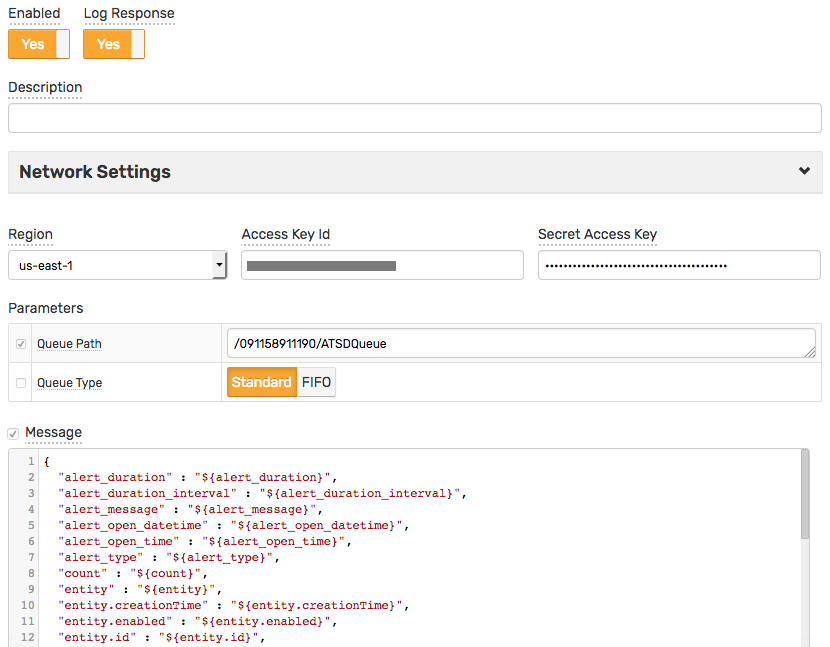 Enabled Log Response
Yes Yes
Description
Network Settings
Region Access Key Id Secret Access Key
us-east-1
Parameters
Queue Path /091158911190/ATSDQueue
Queue Type Standard FIFO
Message
1 {
2 "alert_duration" : "${alert_duration}",
3 "alert_duration_interval" : "${alert_duration_interval}",
4 "alert_message" : "${alert_message}",
5 "alert_open_datetime" : "${alert_open_datetime}",
6 "alert_open_time" : "${alert_open_time}",
7 "alert_type" : "${alert_type}",
8 "count" : "${count}",
9 "entity" : "${entity}",
10 "entity.creationTime" : "${entity.creationTime}",
11 "entity.enabled" : "${entity.enabled}",
12 "entity.id" : "${entity.id}",